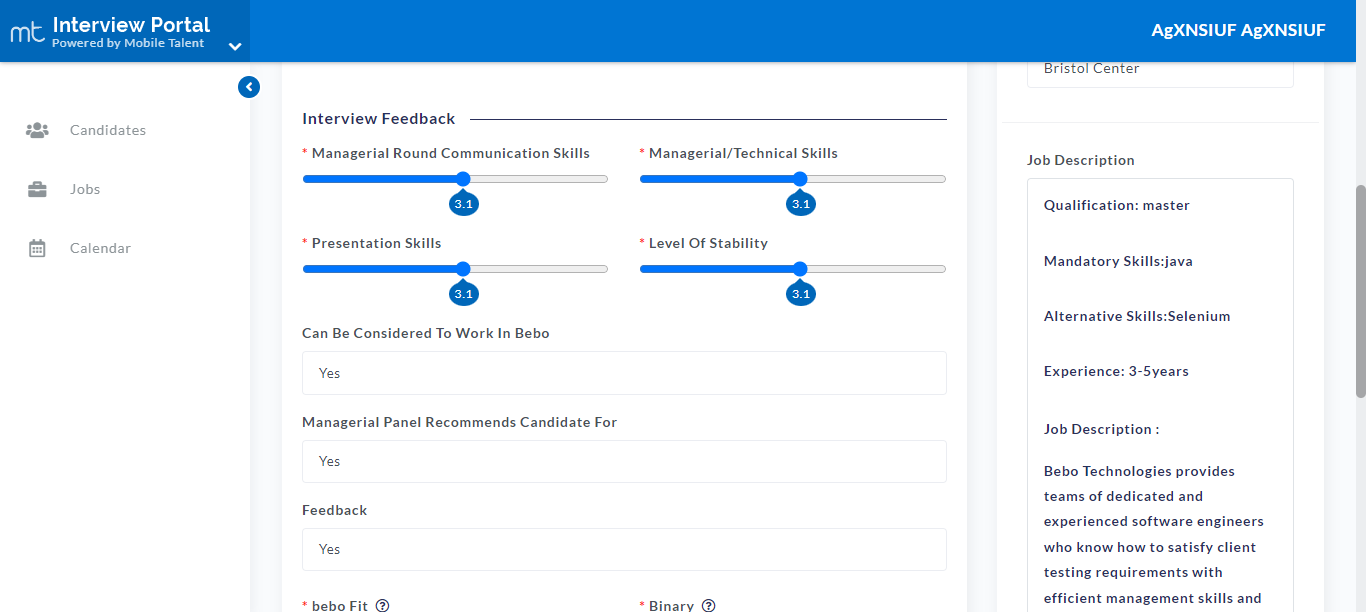 mt Interview Portal
Powered by Mobile Talent
AgXNSIUF AgXNSIUF
Candidates
Jobs
Calendar
Interview Feedback
* Managerial Round Communication Skills
3.1
* Managerial/Technical Skills
3.1
* Presentation Skills
3.1
* Level Of Stability
3.1
Can Be Considered To Work In Bebo
Yes
Managerial Panel Recommends Candidate For
Yes
Feedback
Yes
* bebo Fit ?
* Binary ?
Bristol Center
Job Description
Qualification: master
Mandatory Skills:java
Alternative Skills:Selenium
Experience: 3-5years
Job Description :
Bebo Technologies provides
teams of dedicated and
experienced software engineers
who know how to satisfy client
testing requirements with
efficient management skills and